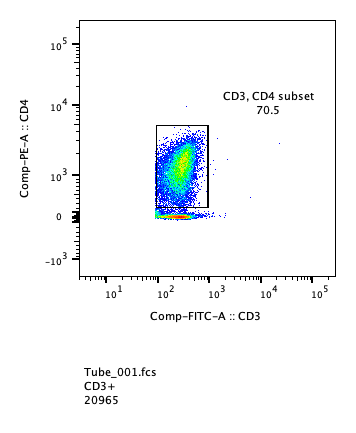 10⁵
10⁴
10³
0
-10³
Comp-PE-A :: CD4
CD3, CD4 subset
70.5
10¹ 10² 10³ 10⁴ 10⁵
Comp-FITC-A :: CD3
Tube_001.fcs
CD3+
20965